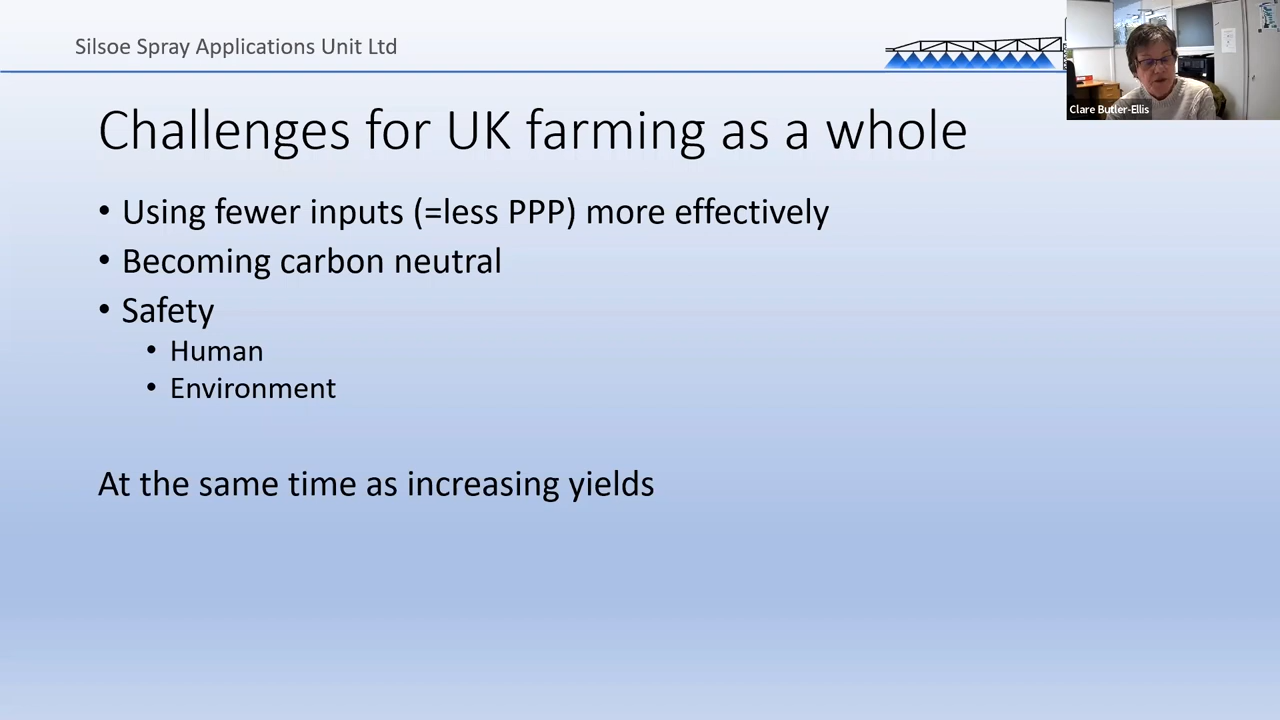 Silsoe Spray Applications Unit Ltd
Clare Butler-Ellis
Challenges for UK farming as a whole
• Using fewer inputs (=less PPP) more effectively
• Becoming carbon neutral
• Safety
• Human
• Environment
At the same time as increasing yields